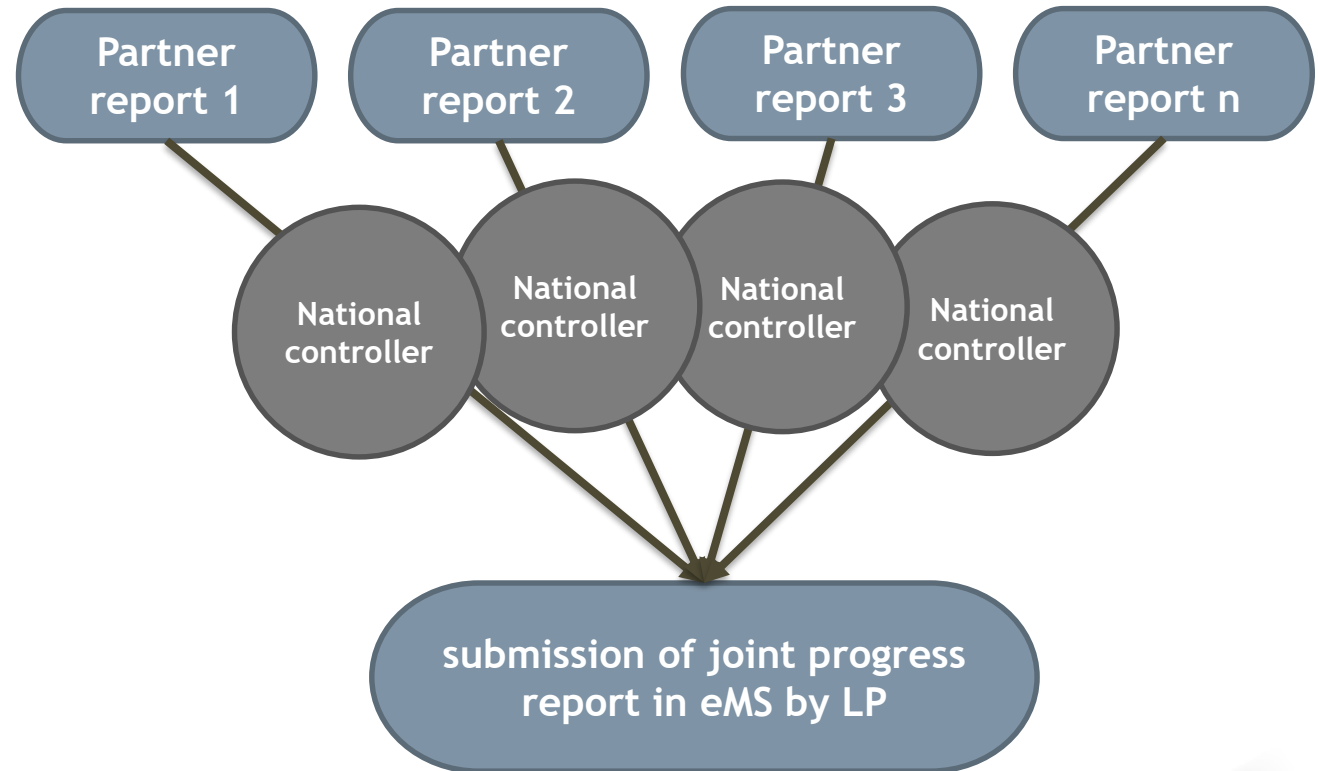 Partner
report 1
Partner
report 2
Partner
report 3
Partner
report n
National
controller
National
controller
National
controller
National
controller
submission of joint progress
report in eMS by LP